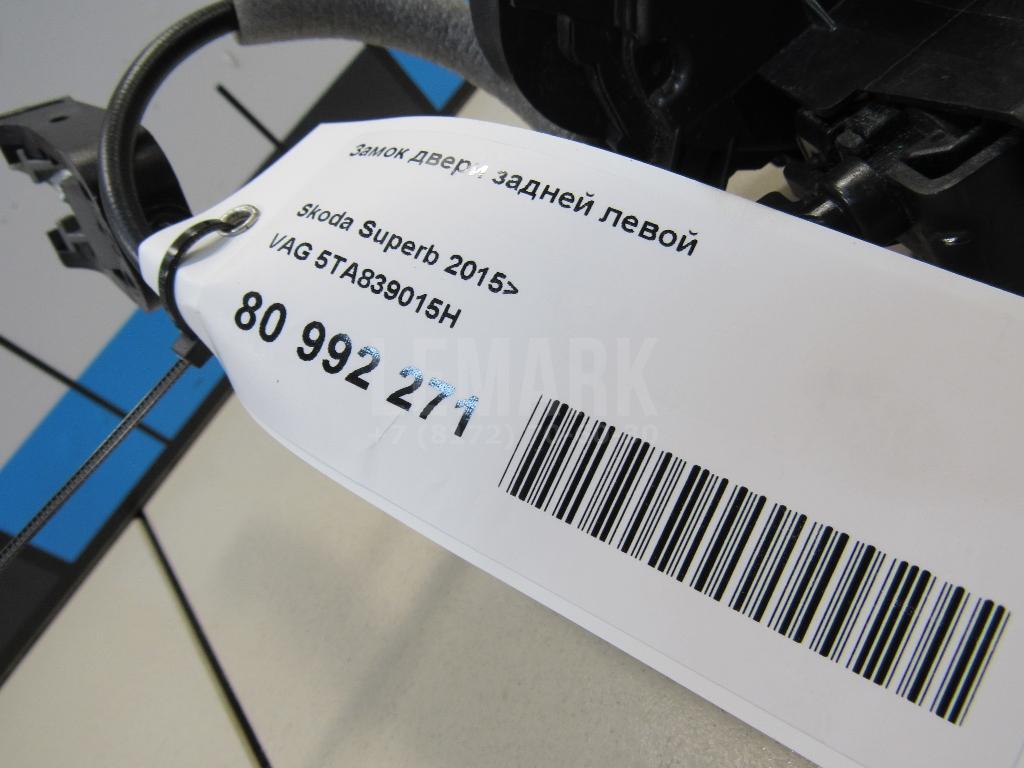 Замок двери задней левой
Skoda Superb 2015>
VAG 5TA839015H
80 992 271
LEMARK